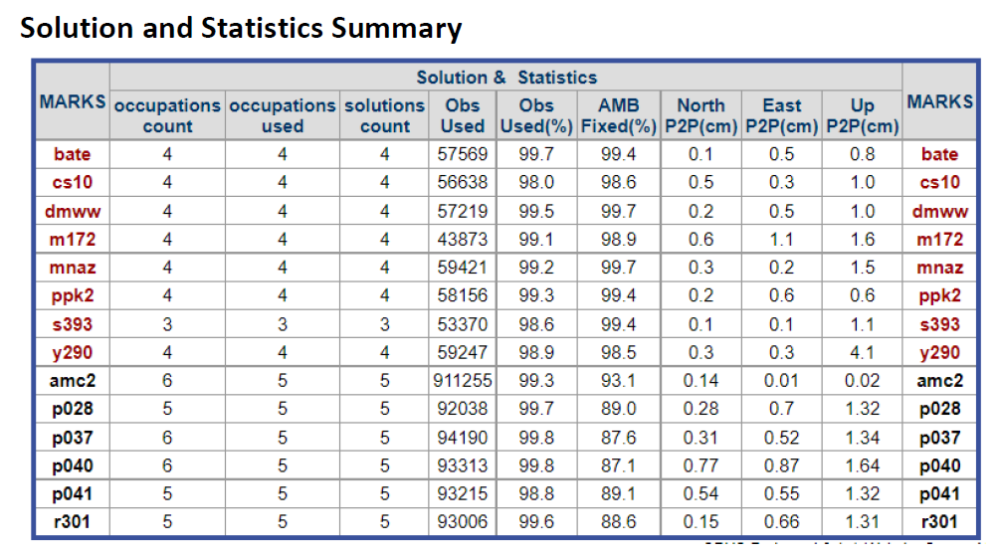 Solution and Statistics Summary
MARKS Solution & Statistics MARKS
occupations count occupations used solutions count Obs Used Obs Used(%) AMB Fixed(%) North P2P(cm) East P2P(cm) Up P2P(cm)
bate 4 4 4 57569 99.7 99.4 0.1 0.5 0.8 bate
cs10 4 4 4 56638 98.0 98.6 0.5 0.3 1.0 cs10
dmww 4 4 4 57219 99.5 99.7 0.2 0.5 1.0 dmww
m172 4 4 4 43873 99.1 98.9 0.6 1.1 1.6 m172
mnaz 4 4 4 59421 99.2 99.7 0.3 0.2 1.5 mnaz
ppk2 4 4 4 58156 99.3 99.4 0.2 0.6 0.6 ppk2
s393 3 3 3 53370 98.6 99.4 0.1 0.1 1.1 s393
y290 4 4 4 59247 98.9 98.5 0.3 0.3 4.1 y290
amc2 6 5 5 911255 99.3 93.1 0.14 0.01 0.02 amc2
p028 5 5 5 92038 99.7 89.0 0.28 0.7 1.32 p028
p037 6 5 5 94190 99.8 87.6 0.31 0.52 1.34 p037
p040 6 5 5 93313 99.8 87.1 0.77 0.87 1.64 p040
p041 5 5 5 93215 98.8 89.1 0.54 0.55 1.32 p041
r301 5 5 5 93006 99.6 88.6 0.15 0.66 1.31 r301